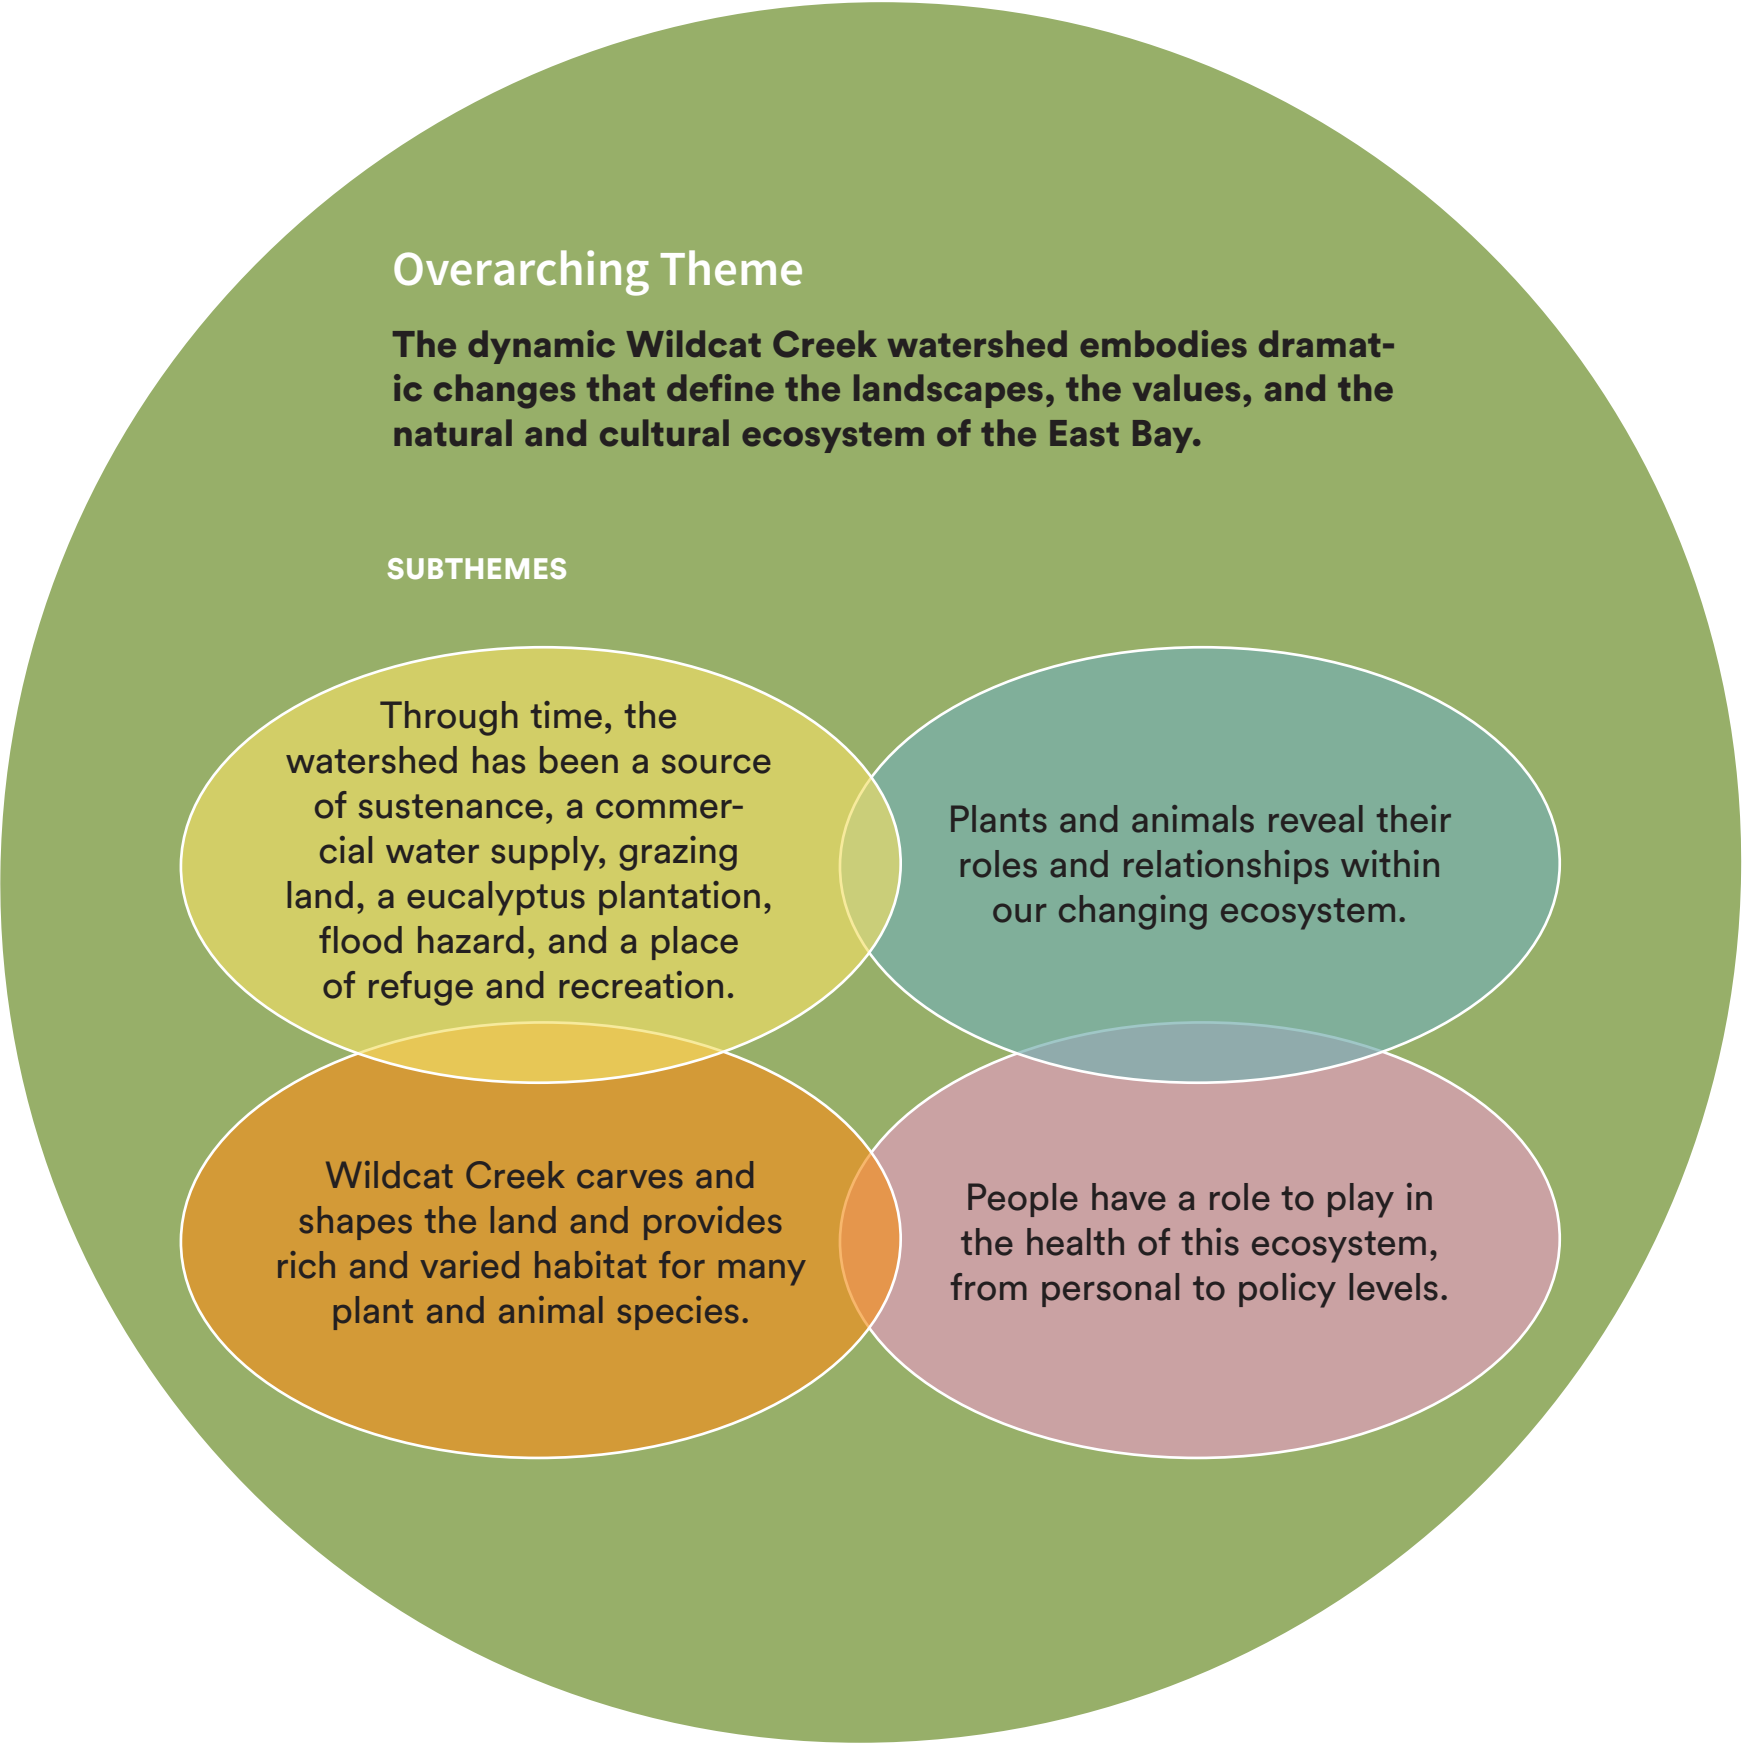 Overarching Theme
The dynamic Wildcat Creek watershed embodies dramat-
ic changes that define the landscapes, the values, and the
natural and cultural ecosystem of the East Bay.
SUBTHEMES
Through time, the
watershed has been a source
of sustenance, a commer-
cial water supply, grazing
land, a eucalyptus plantation,
flood hazard, and a place
of refuge and recreation.
Plants and animals reveal their
roles and relationships within
our changing ecosystem.
Wildcat Creek carves and
shapes the land and provides
rich and varied habitat for many
plant and animal species.
People have a role to play in
the health of this ecosystem,
from personal to policy levels.